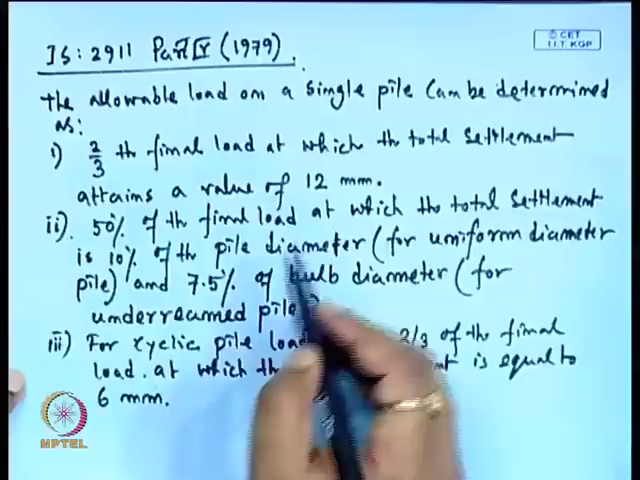 © CET
I.I.T. KGP
IS: 2911 Part IV (1979)
The allowable load on a single pile can be determined
as:
i) 2/3 th final load at which the total settlement
attains a value of 12 mm.
ii). 50% of the final load at which the total settlement
is 10% of the pile diameter (for uniform diameter
pile) and 7.5% of bulb diameter (for
underreamed pile)
iii) For cyclic pile load 2/3 of the final
load. at which the is equal to
6 mm.
NPTEL